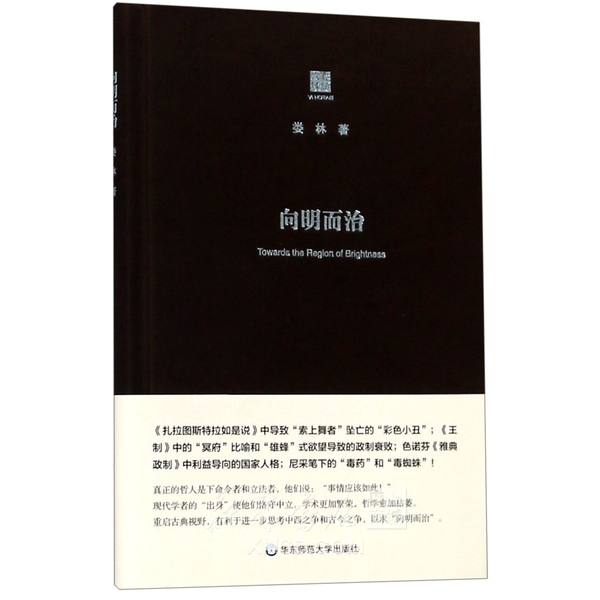 娄 林 著
向明而治
Towards the Region of Brightness
向明而治
娄 林 著
《扎拉图斯特拉如是说》中导致“索上舞者”坠亡的“彩色小丑”;《王
制》中的“冥府”比喻和“雄蜂”式欲望导致的政制衰败;色诺芬《雅典
政制》中利益导向的国家人格;尼采笔下的“毒药”和“毒蜘蛛”!
真正的哲人是下命令者和立法者,他们说:“事情应该如此!”
现代学者的“出身”使他们恪守中立,学术更加繁荣,哲学愈加枯萎。
重启古典视野,有利于进一步思考中西之争和古今之争,以求“向明而治”。
华东师范大学出版社